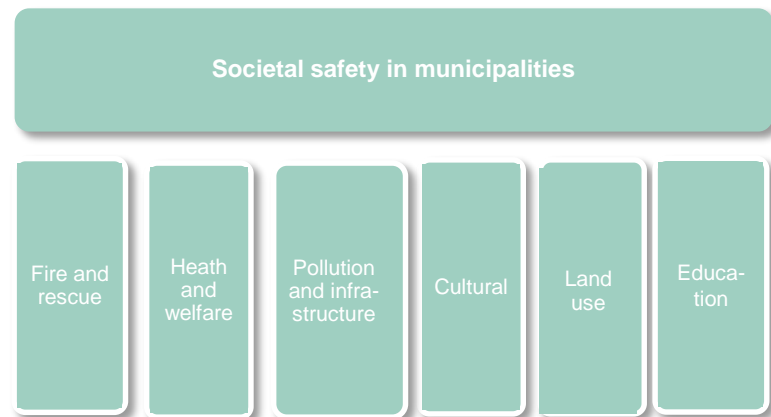 Societal safety in municipalities
Fire and
rescue
Heath
and
welfare
Pollution
and infra-
structure
Cultural
Land
use
Educa-
tion